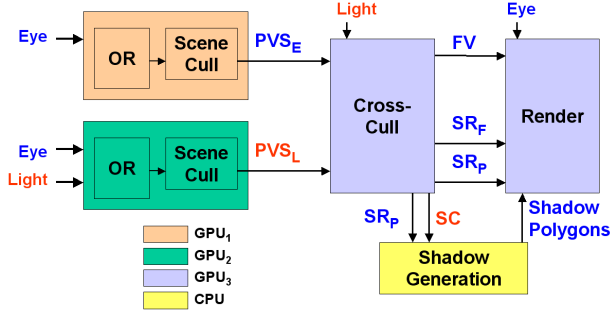 Light
Eye
Eye
OR
Scene
Cull
PVSE
FV
Cross-
Cull
Render
Eye
Light
OR
Scene
Cull
PVSL
SRF
SRP
SRP
SC
Shadow
Polygons
Shadow
Generation
GPU1
GPU2
GPU3
CPU